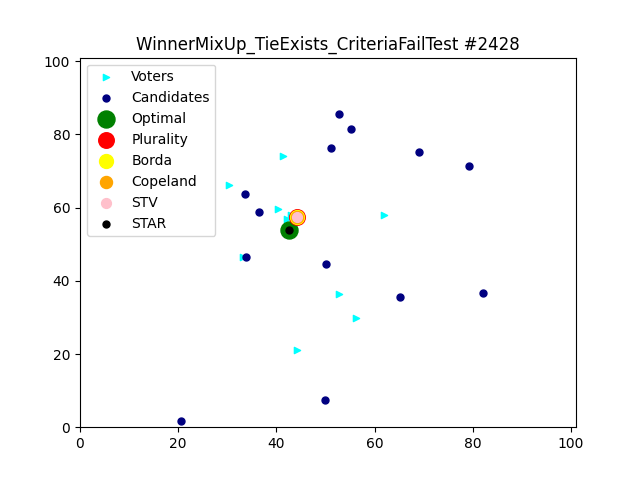 WinnerMixUp_TieExists_CriteriaFailTest #2428
100
80
60
40
20
0
Voters
Candidates
Optimal
Plurality
Borda
Copeland
STV
STAR
0 20 40 60 80 100